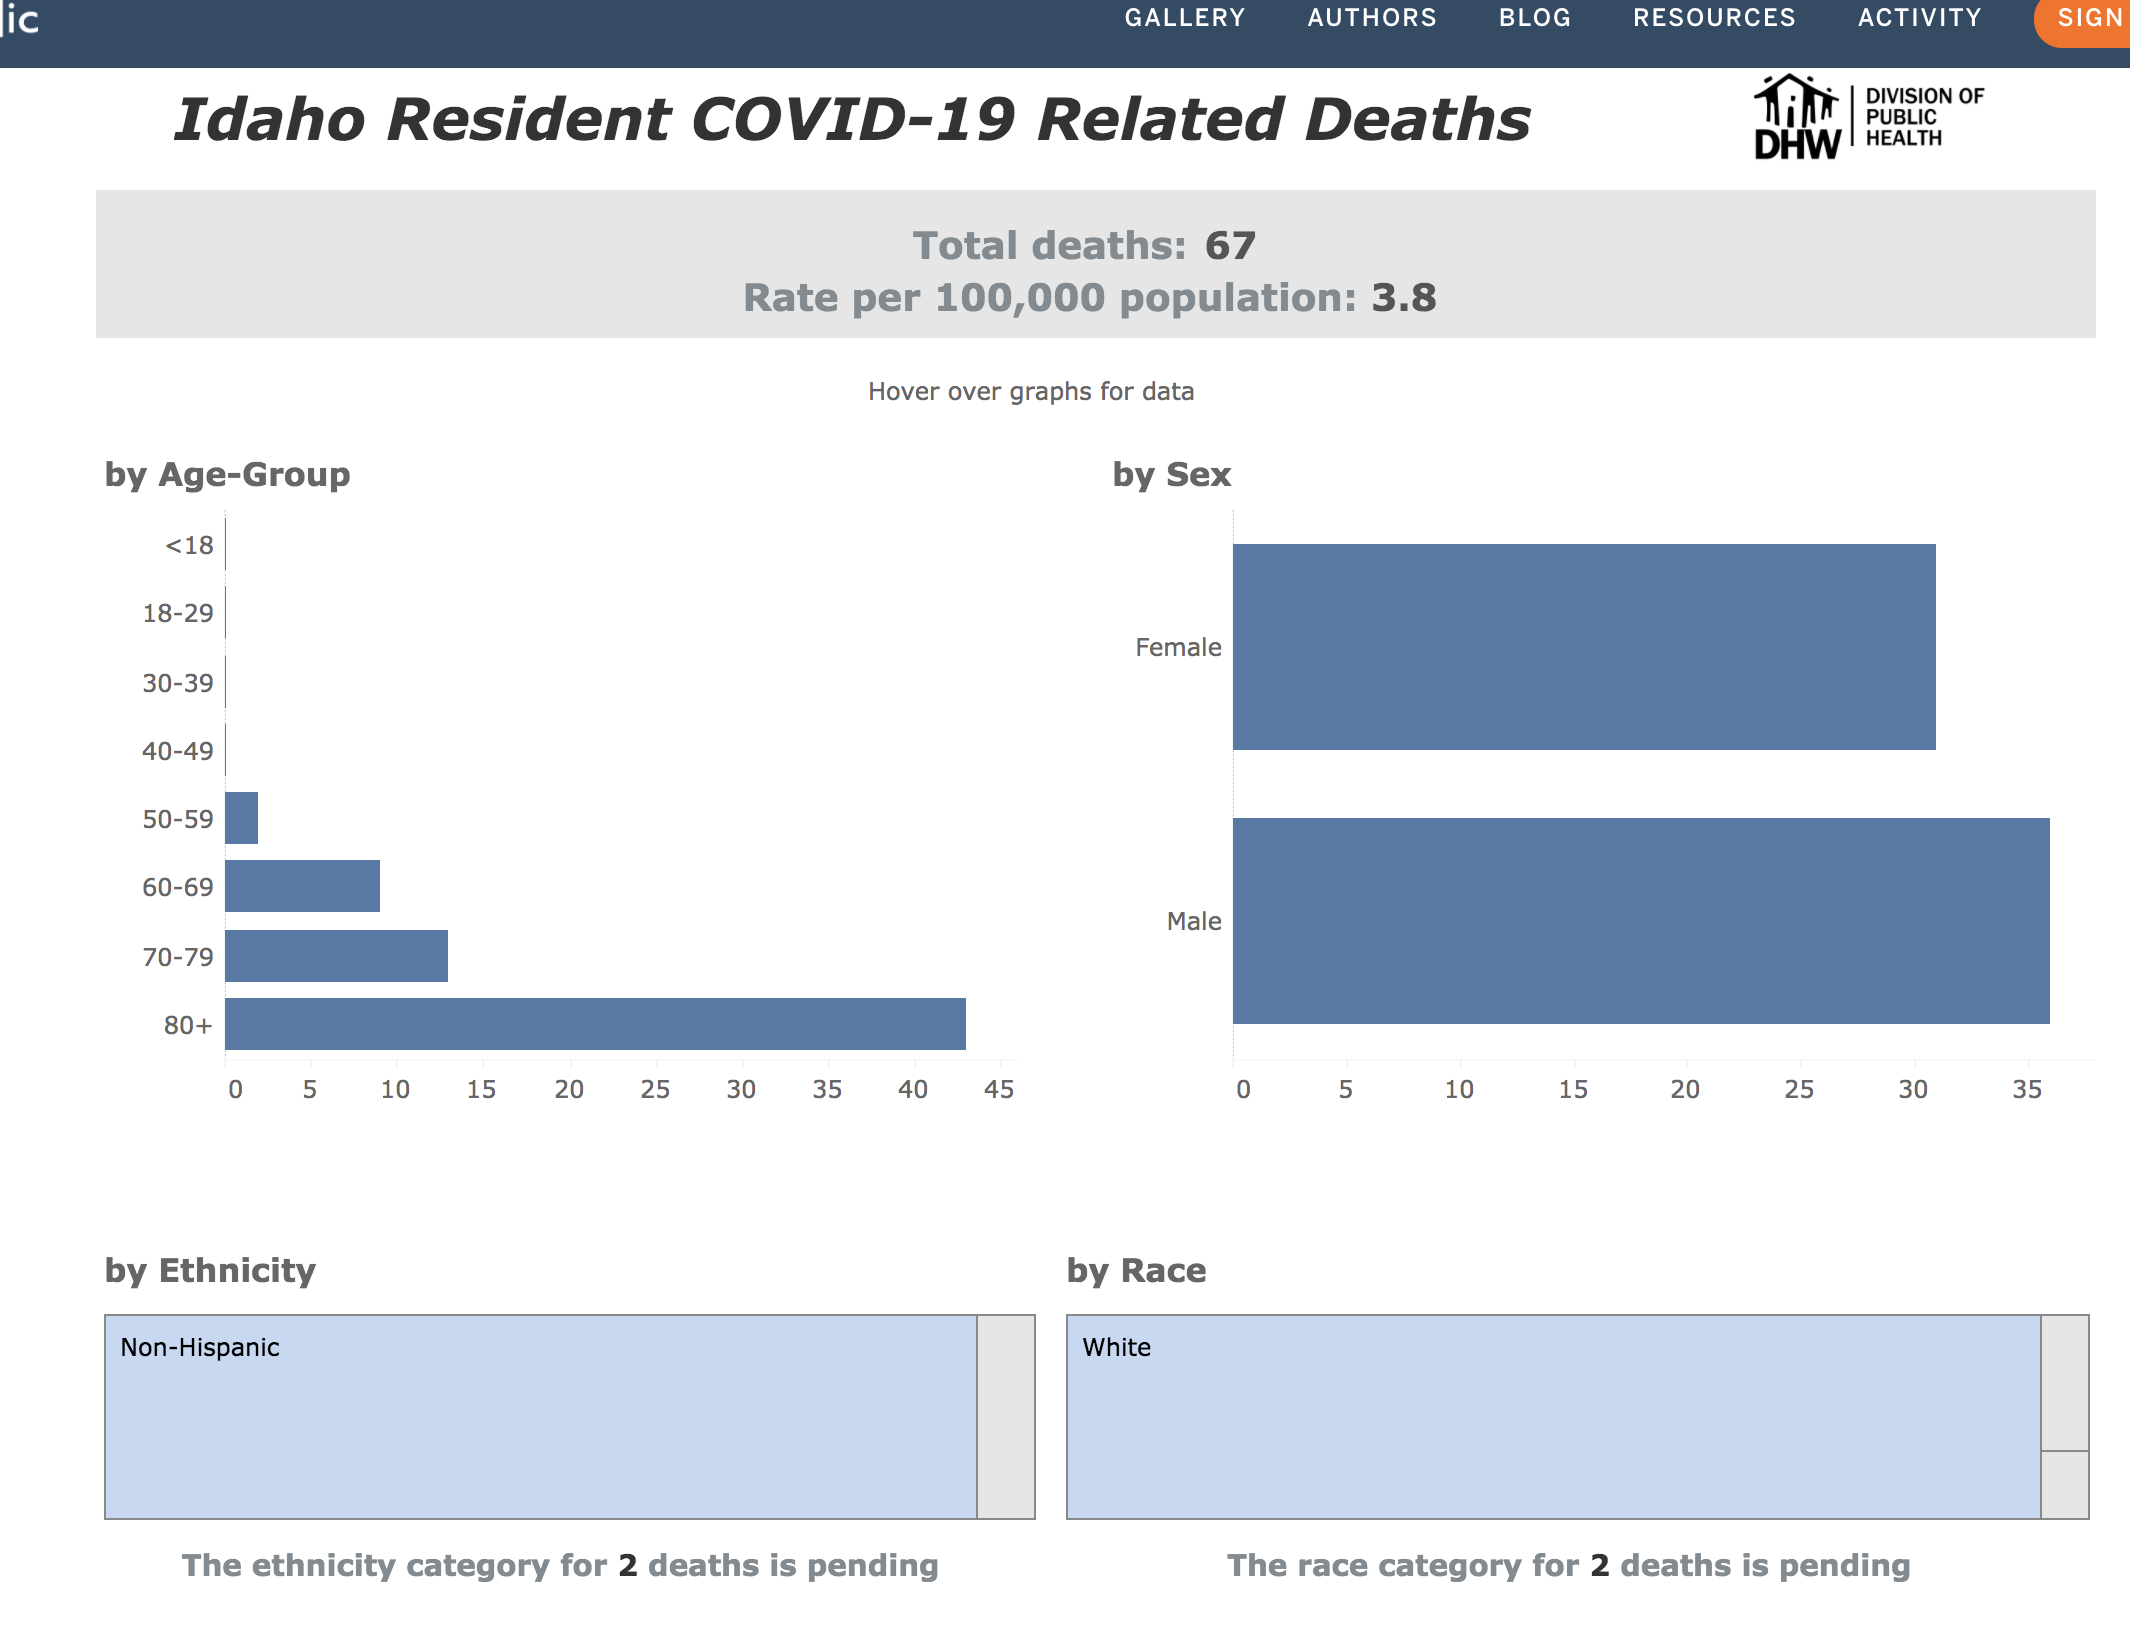 lic
GALLERY AUTHORS BLOG RESOURCES ACTIVITY SIGN
Idaho Resident COVID-19 Related Deaths
DHW
DIVISION OF
PUBLIC
HEALTH
Total deaths: 67
Rate per 100,000 population: 3.8
Hover over graphs for data
by Age-Group
<18
18-29
30-39
40-49
50-59
60-69
70-79
80+
0 5 10 15 20 25 30 35 40 45
by Sex
Female
Male
0 5 10 15 20 25 30 35
by Ethnicity
Non-Hispanic
The ethnicity category for 2 deaths is pending
by Race
White
The race category for 2 deaths is pending